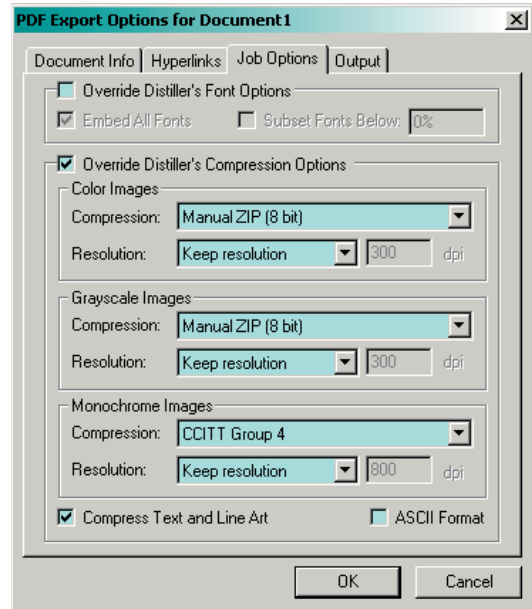 PDF Export Options for Document1
Document Info Hyperlinks Job Options Output
Override Distiller's Font Options
Embed All Fonts Subset Fonts Below: 0%
Override Distiller's Compression Options
Color Images
Compression: Manual ZIP (8 bit)
Resolution: Keep resolution 300 dpi
Grayscale Images
Compression: Manual ZIP (8 bit)
Resolution: Keep resolution 300 dpi
Monochrome Images
Compression: CCITT Group 4
Resolution: Keep resolution 800 dpi
Compress Text and Line Art ASCII Format
OK Cancel